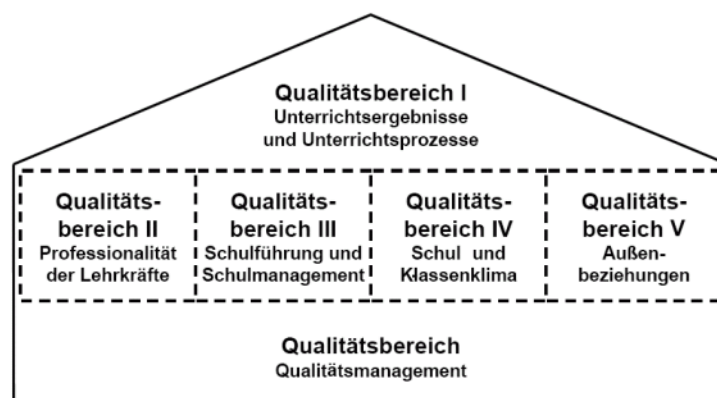 Qualitätsbereich I
Unterrichtsergebnisse
und Unterrichtsprozesse
Qualitäts-
bereich II
Professionalität
der Lehrkräfte
Qualitäts-
bereich III
Schulführung und
Schulmanagement
Qualitäts-
bereich IV
Schul und
Klassenklima
Qualitäts-
bereich V
Außen-
beziehungen
Qualitätsbereich
Qualitätsmanagement